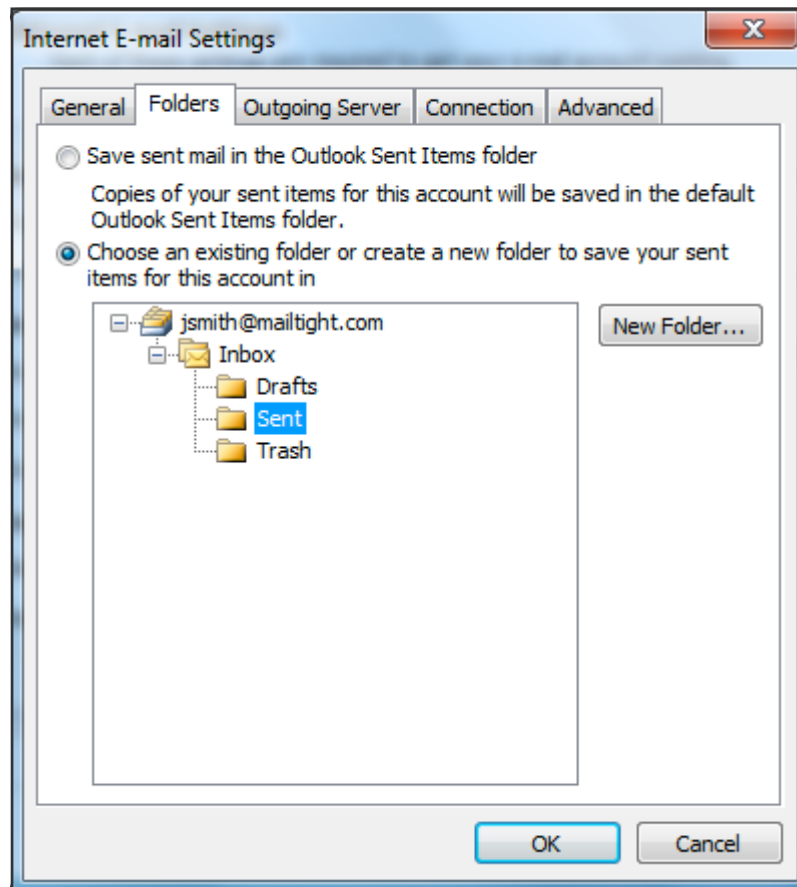 Internet E-mail Settings
General Folders Outgoing Server Connection Advanced
Save sent mail in the Outlook Sent Items folder
Copies of your sent items for this account will be saved in the default
Outlook Sent Items folder.
Choose an existing folder or create a new folder to save your sent
items for this account in
jsmith@mailtight.com
New Folder...
Inbox
Drafts
Sent
Trash
OK Cancel